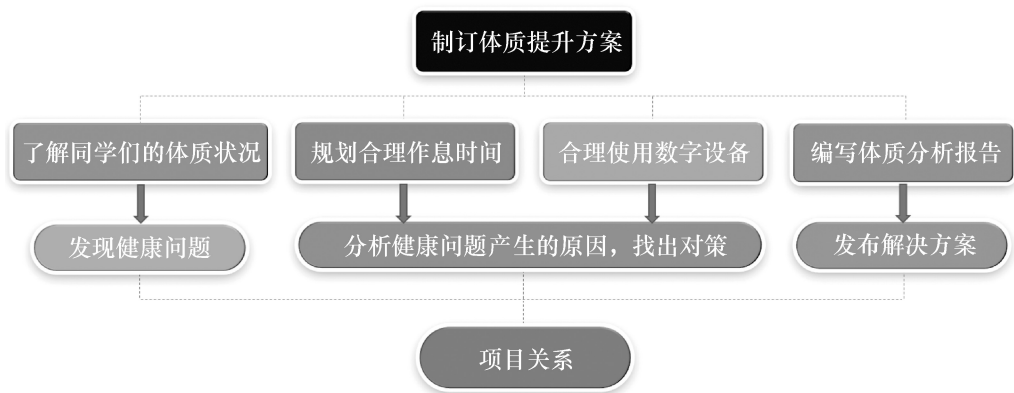 制订体质提升方案
了解同学们的体质状况
规划合理作息时间
合理使用数字设备
编写体质分析报告
发现健康问题
分析健康问题产生的原因，找出对策
发布解决方案
项目关系